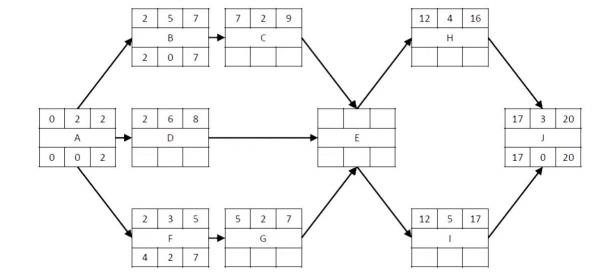 2 5 7
B
2 0 7
7 2 9
C
12 4 16
H
0 2 2
A
0 0 2
2 6 8
D
E
17 3 20
J
17 0 20
2 3 5
F
4 2 7
5 2 7
G
12 5 17
I